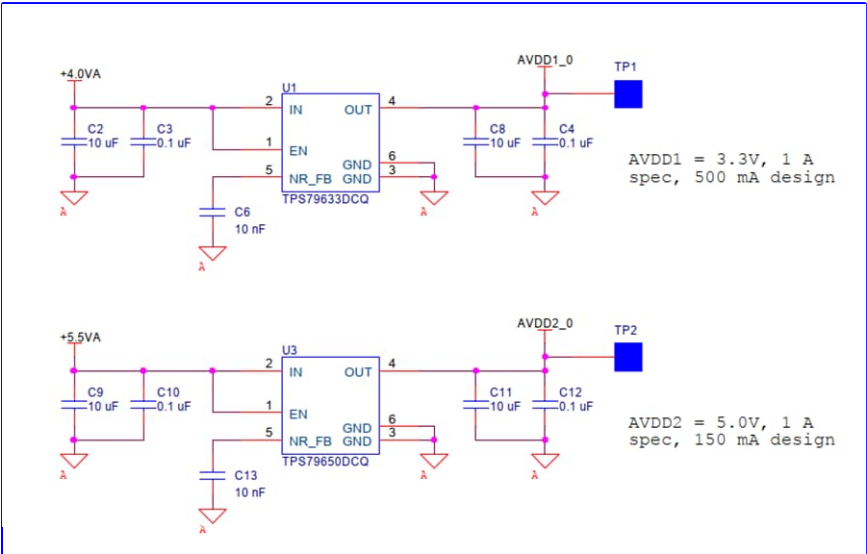 +4.0VA
AVDD1_0
TP1
U1
2 IN OUT 4
C2
10 uF
C3
0.1 uF
1 EN
C8
10 uF
C4
0.1 uF
GND 6
5 NR_FB GND 3
TPS79633DCQ
AVDD1 = 3.3V, 1 A
spec, 500 mA design
A
A
A
C6
10 nF
A
+5.5VA
AVDD2_0
TP2
U3
2 IN OUT 4
C9
10 uF
C10
0.1 uF
1 EN
C11
10 uF
C12
0.1 uF
GND 6
5 NR_FB GND 3
TPS79650DCQ
AVDD2 = 5.0V, 1 A
spec, 150 mA design
A
A
A
C13
10 nF
A